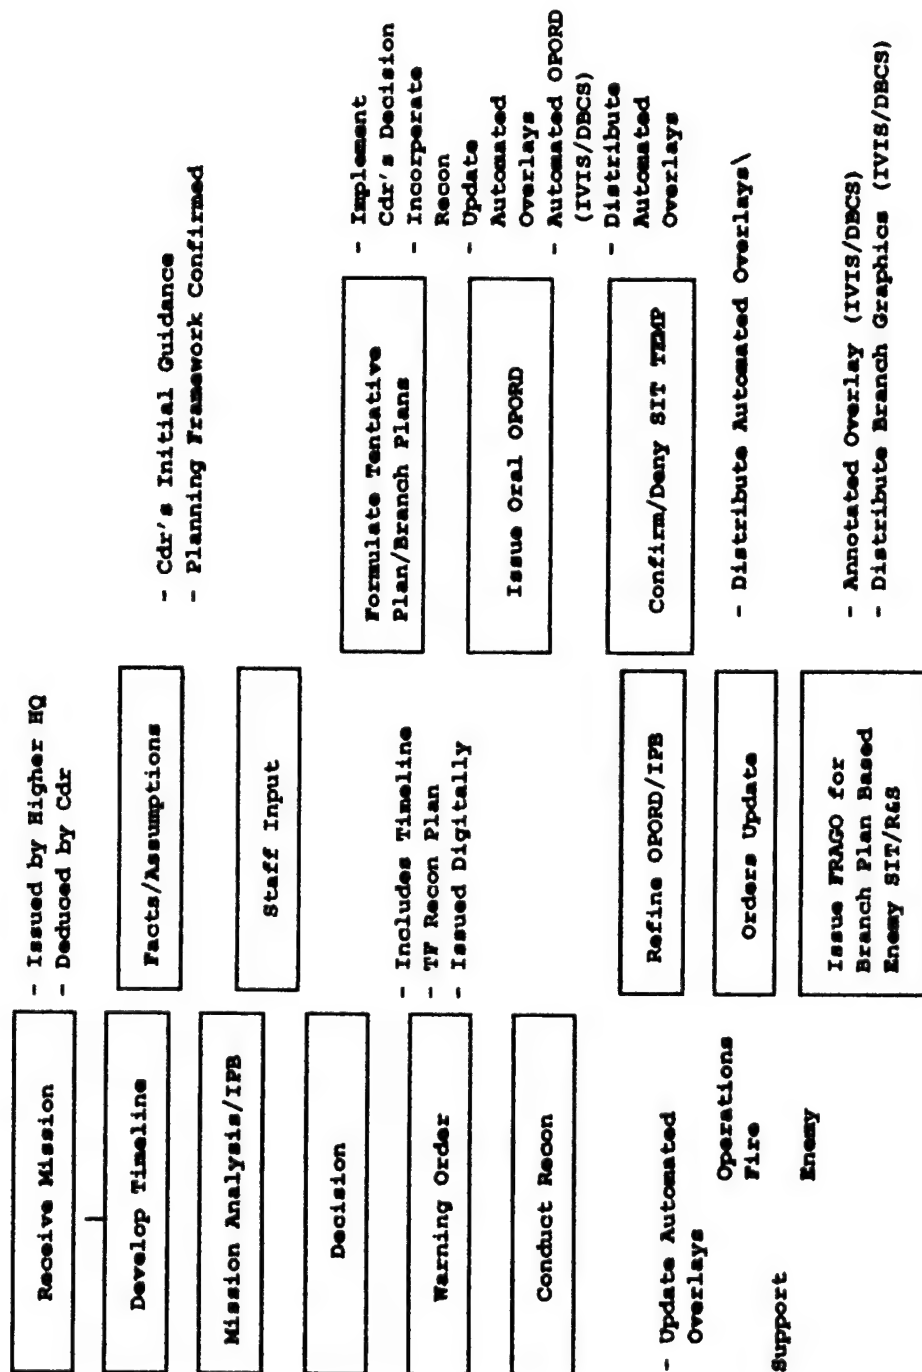 Receive Mission
- Issued by Higher HQ
- Deduced by Cdr
Develop Timeline
Facts/Assumptions
- Cdr's Initial Guidance
- Planning Framework Confirmed
Mission Analysis/IPB
Staff Input
Decision
Warning Order
- Includes Timeline
- TF Recon Plan
- Issued Digitally
Formulate Tentative
Plan/Branch Plans
- Implement
Cdr's Decision
- Incorperate
Recon
- Update
Automated
Overlays
- Automated OPORD
(IVIS/DBCS)
- Distribute
Automated
Overlays
Conduct Recon
Issue Oral OPORD
Confirm/Deny SIT TEMP
- Update Automated
Overlays
Operations
Fire
Support
Enemy
Refine OPORD/IPB
Orders Update
- Distribute Automated Overlays\
Issue FRAGO for
Branch Plan Based
Enemy SIT/R&S
- Annotated Overlay (IVIS/DBCS)
- Distribute Branch Graphics (IVIS/DBCS)